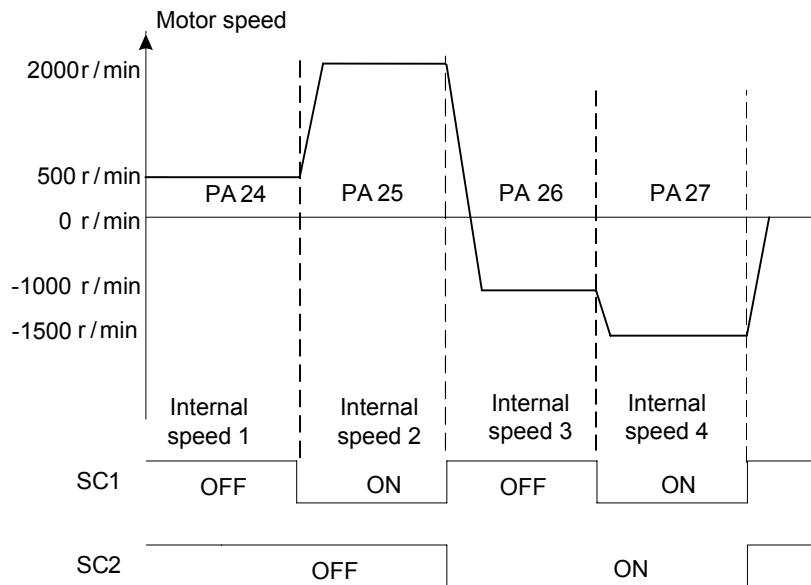 Motor speed
2000 r/min
500 r/min
PA 24 PA 25 PA 26 PA 27
0 r/min
-1000 r/min
-1500 r/min
Internal speed 1
Internal speed 2
Internal speed 3
Internal speed 4
SC1 OFF ON OFF ON
SC2 OFF ON